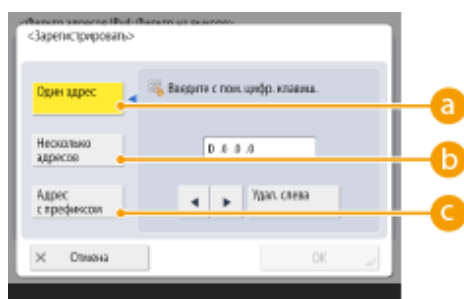 <Фильтр адресов IPv4: Фильтр на выходе>
<Зарегистрировать>
Один адрес
Введите с пом. цифр. клавиш.
a
Несколько
адресов
0 .0 .0 .0
b
Адрес
с префиксом
◀ ▶ Удал. слева
c
× Отмена
OK